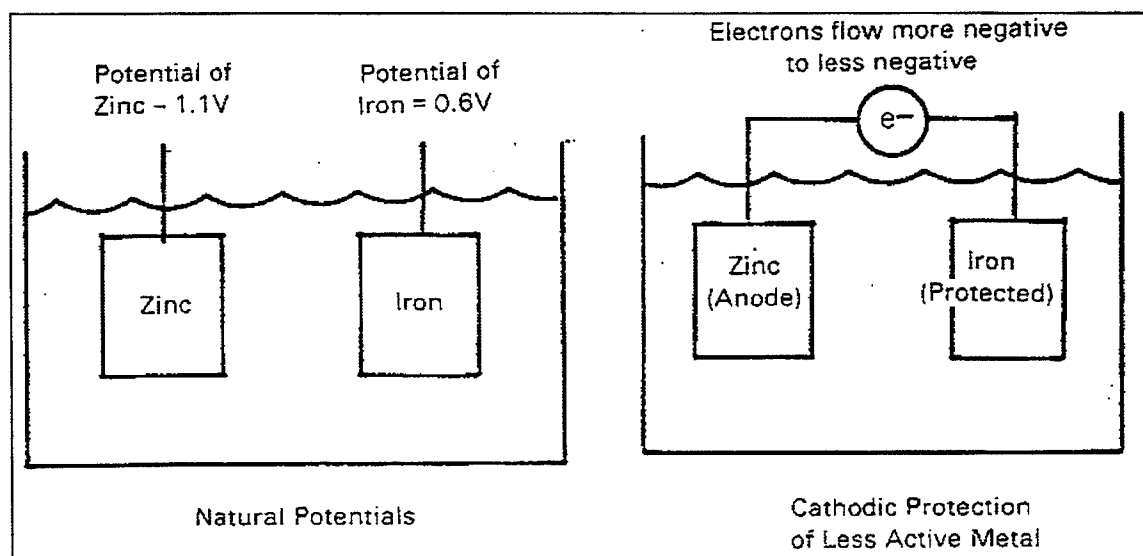 Potential of
Zinc - 1.1V
Potential of
Iron = 0.6V
Zinc
Iron
Natural Potentials
Electrons flow more negative
to less negative
e-
Zinc
(Anode)
Iron
(Protected)
Cathodic Protection
of Less Active Metal